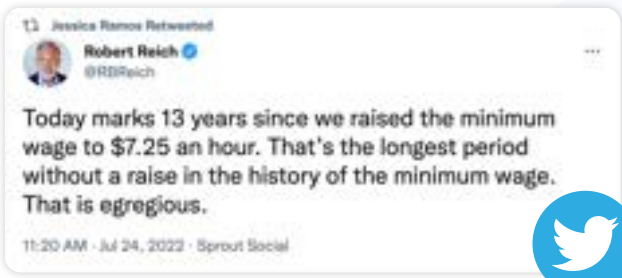 Jessica Ramos Retweeted
Robert Reich
@RBReich
Today marks 13 years since we raised the minimum
wage to $7.25 an hour. That's the longest period
without a raise in the history of the minimum wage.
That is egregious.
11:20 AM · Jul 24, 2022 · Sprout Social